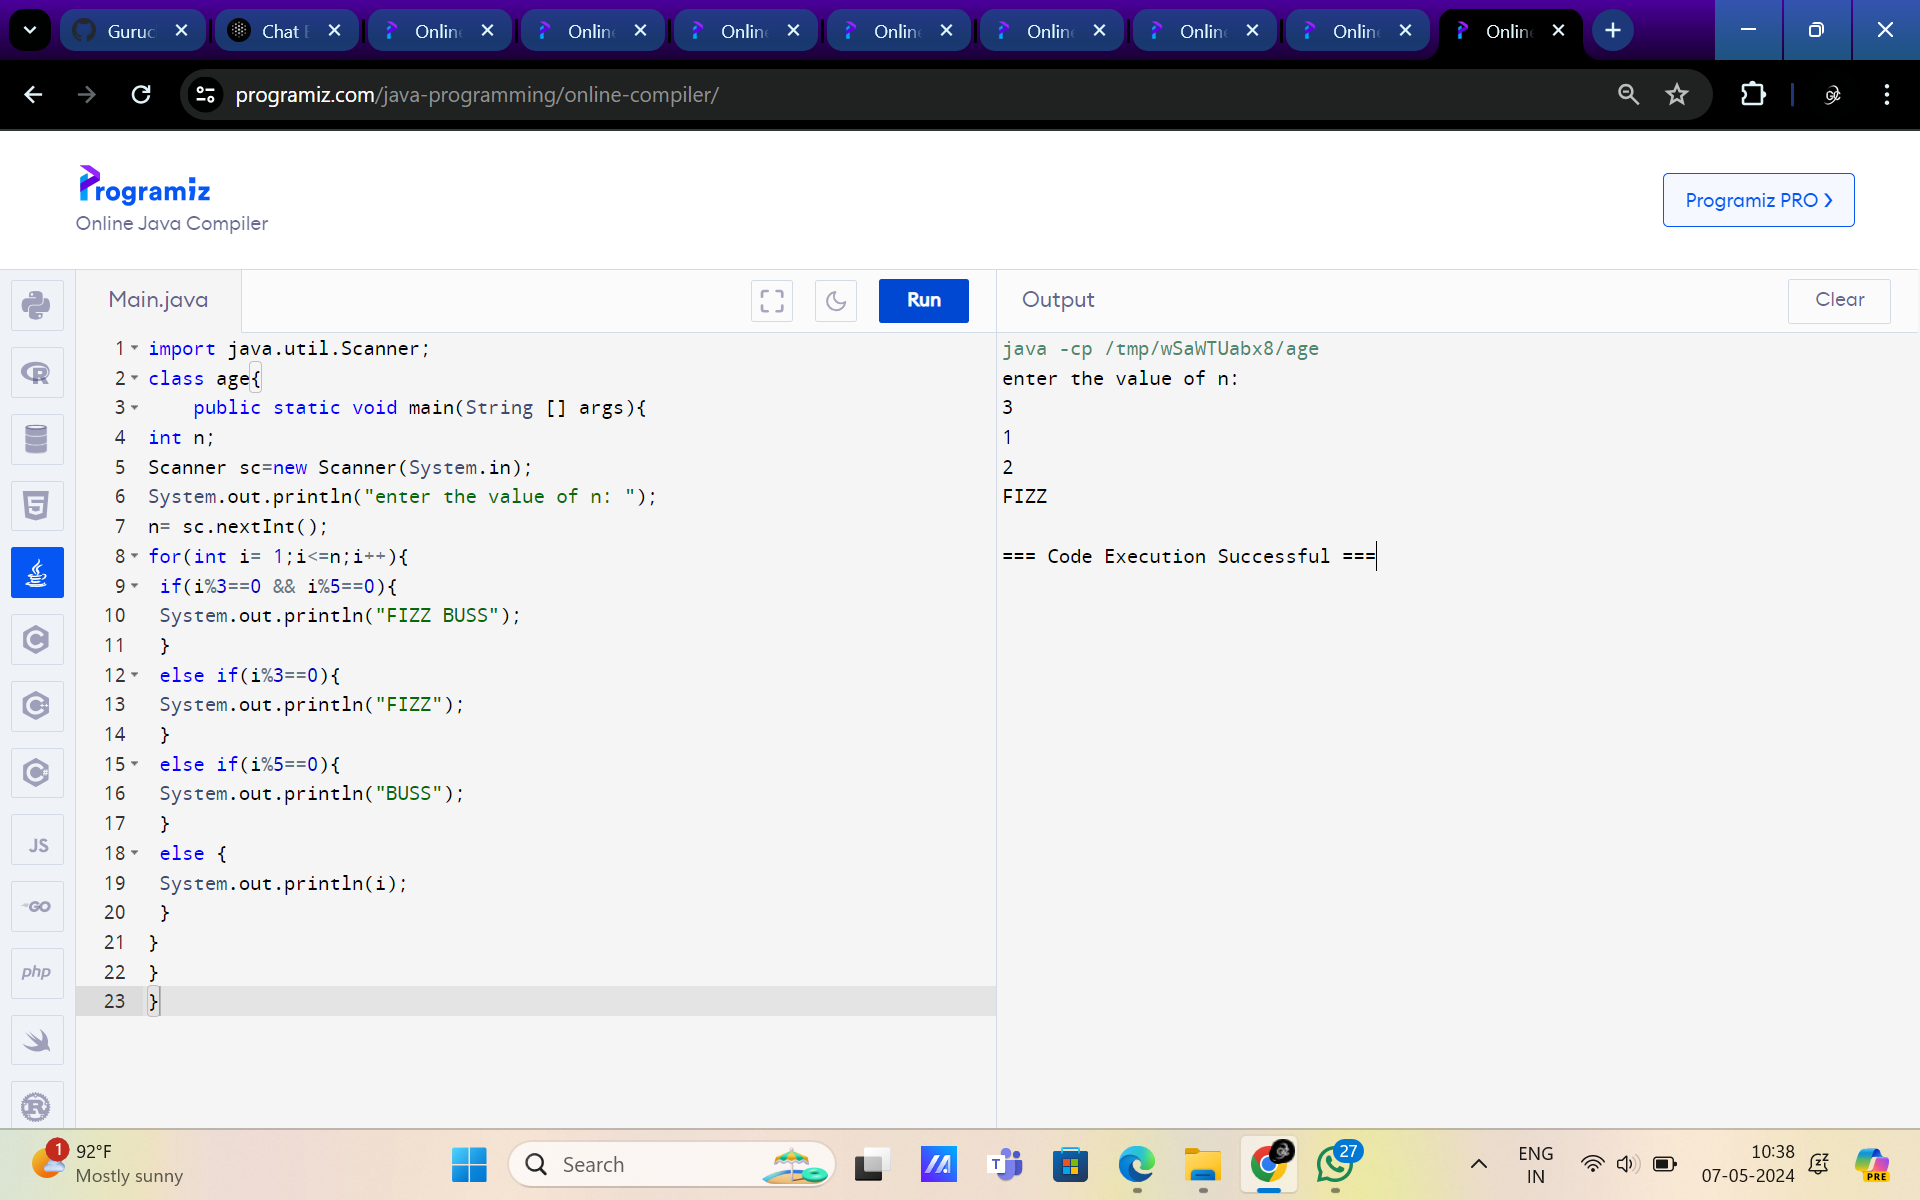 Guruc
Chat
Onlin
Onlin
Onlin
Onlin
Onlin
Onlin
Onlin
Onlin
programiz.com/java-programming/online-compiler/
Programiz
Online Java Compiler
Programiz PRO
Main.java
Run
Output
Clear
1 import java.util.Scanner;
2 class age{
3 public static void main(String [] args){
4 int n;
5 Scanner sc=new Scanner(System.in);
6 System.out.println("enter the value of n: ");
7 n= sc.nextInt();
8 for(int i= 1;i<=n;i++){
9 if(i%3==0 && i%5==0){
10 System.out.println("FIZZ BUSS");
11 }
12 else if(i%3==0){
13 System.out.println("FIZZ");
14 }
15 else if(i%5==0){
16 System.out.println("BUSS");
17 }
18 else {
19 System.out.println(i);
20 }
21 }
22 }
23 }
java -cp /tmp/wSaWTUabx8/age
enter the value of n:
3
1
2
FIZZ
=== Code Execution Successful ===
R
5
C
C
C
JS
GO
php
R
1
92°F
Mostly sunny
Search
T
27
ENG
IN
10:38
07-05-2024
PRE